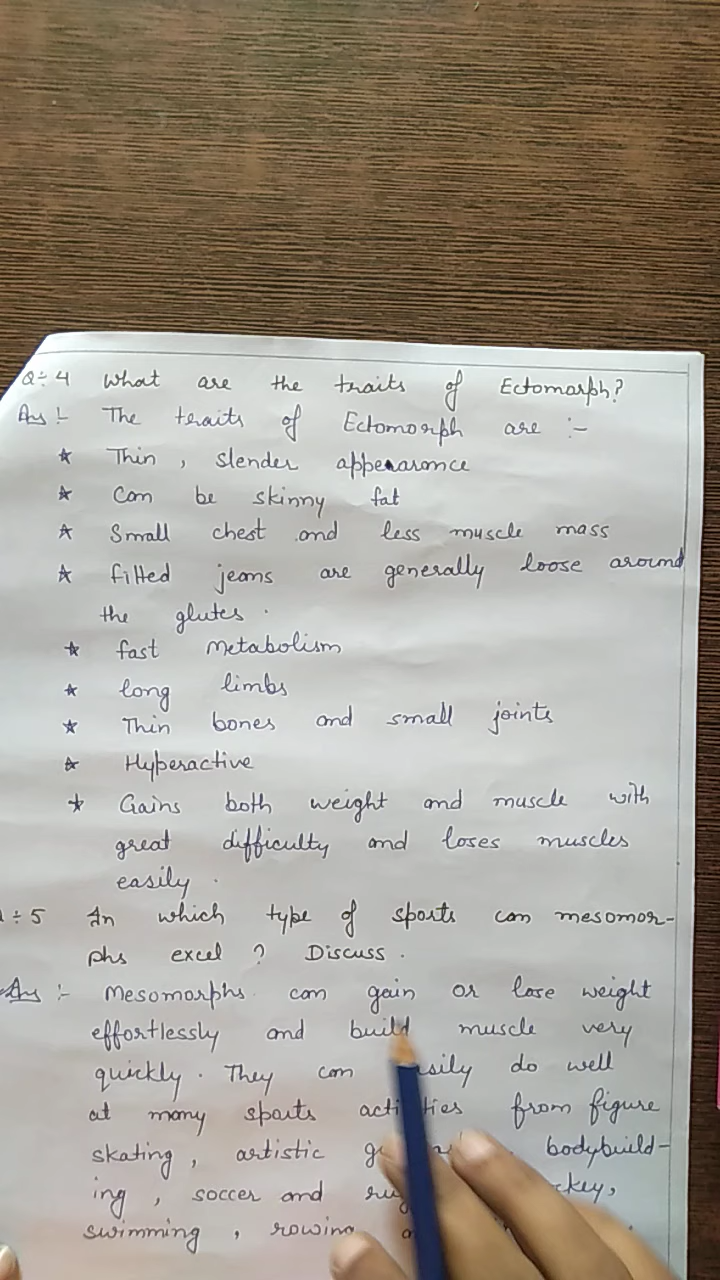 Q÷4 What are the traits of Ectomorph?
Ans :- The traits of Ectomorph are :-
★ Thin, slender appearance
★ Can be skinny fat
★ Small chest and less muscle mass
★ fitted jeans are generally loose around
the glutes.
★ fast metabolism
★ long limbs
★ Thin bones and small joints
★ Hyperactive
★ Gains both weight and muscle with
great difficulty and loses muscles
easily.
÷5 In which type of sports can mesomor-
phs excel? Discuss.
Ans :- Mesomorphs can gain or lose weight
effortlessly and build muscle very
quickly. They can do well
at many sports from figure
skating, artistic bodybuild-
ing, soccer and
swimming, rowing